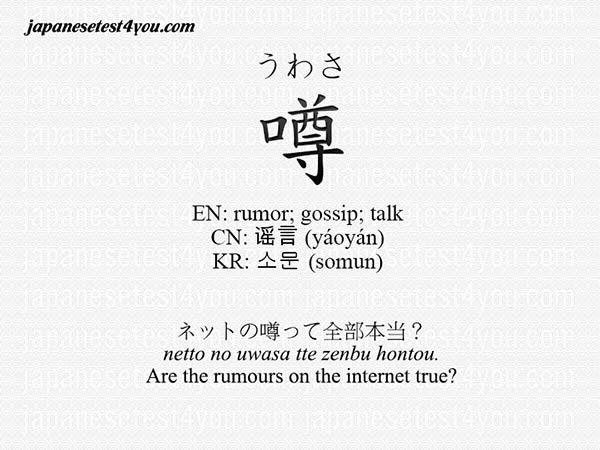 japanesetest4you.com
うわさ
噂
EN: rumor; gossip; talk
CN: 谣言 (yáoyán)
KR: 소문 (somun)
ネットの噂って全部本当？
netto no uwasa tte zenbu hontou.
Are the rumours on the internet true?